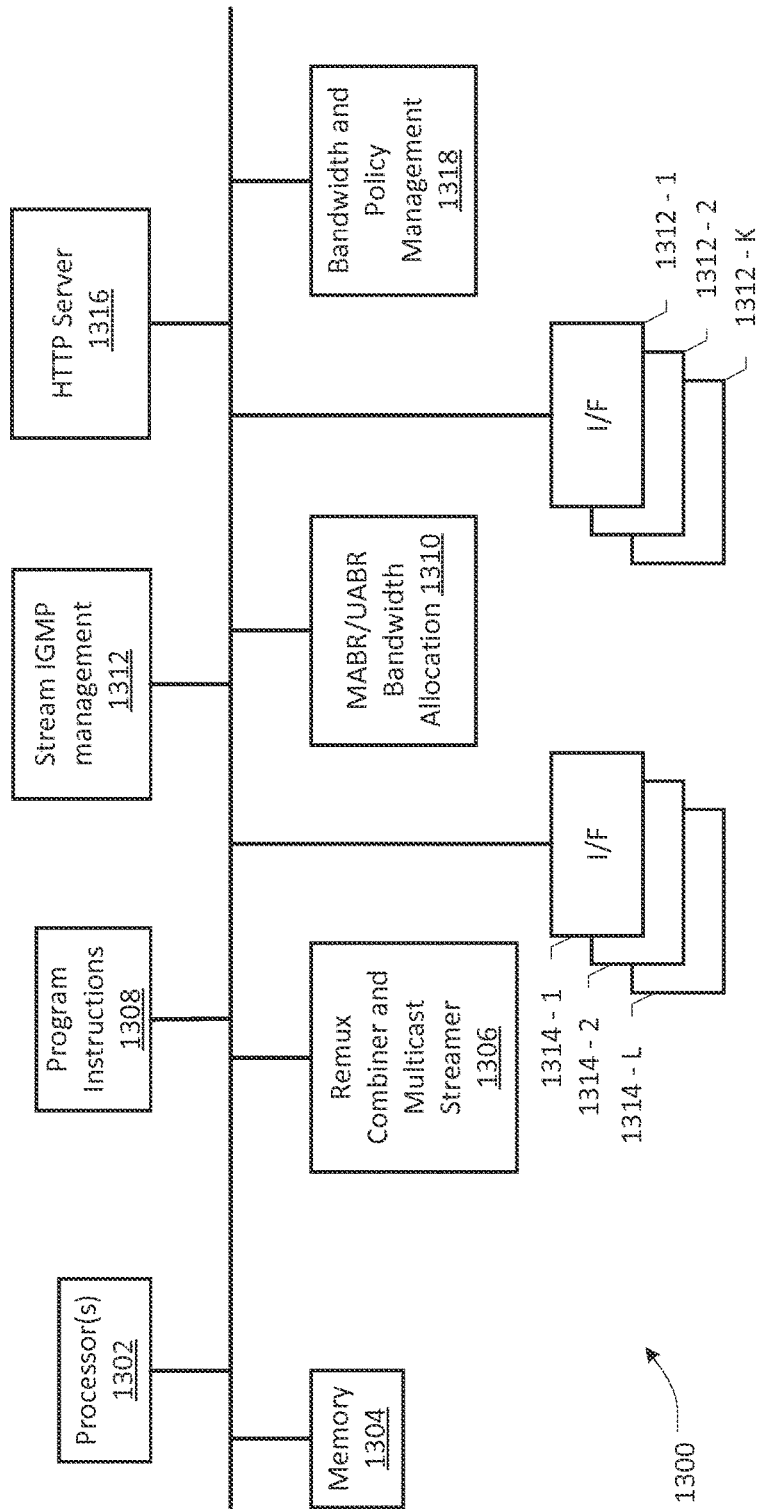 Processor(s)
1302
Program
Instructions
1308
Stream IGMP
management
1312
HTTP Server
1316
Memory
1304
Remux
Combiner and
Multicast
Streamer
1306
MABR/UABR
Bandwidth
Allocation 1310
Bandwidth and
Policy
Management
1318
I/F
1314 - 1
1314 - 2
1314 - L
I/F
1312 - 1
1312 - 2
1312 - K
1300